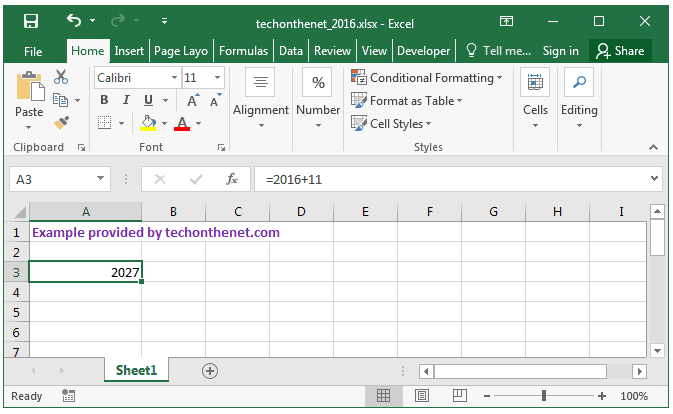 techonthenet_2016.xlsx - Excel
File Home Insert Page Layo Formulas Data Review View Developer Tell me... Sign in Share
Calibri 11
Conditional Formatting
Format as Table
Cell Styles
Paste
B I U A A
A
Alignment
%
Number
Cells
Editing
Clipboard Font Styles
A3 fx =2016+11
A B C D E F G H I
1 Example provided by techonthenet.com
2
3 2027
4
5
6
7
Sheet1
Ready 100%